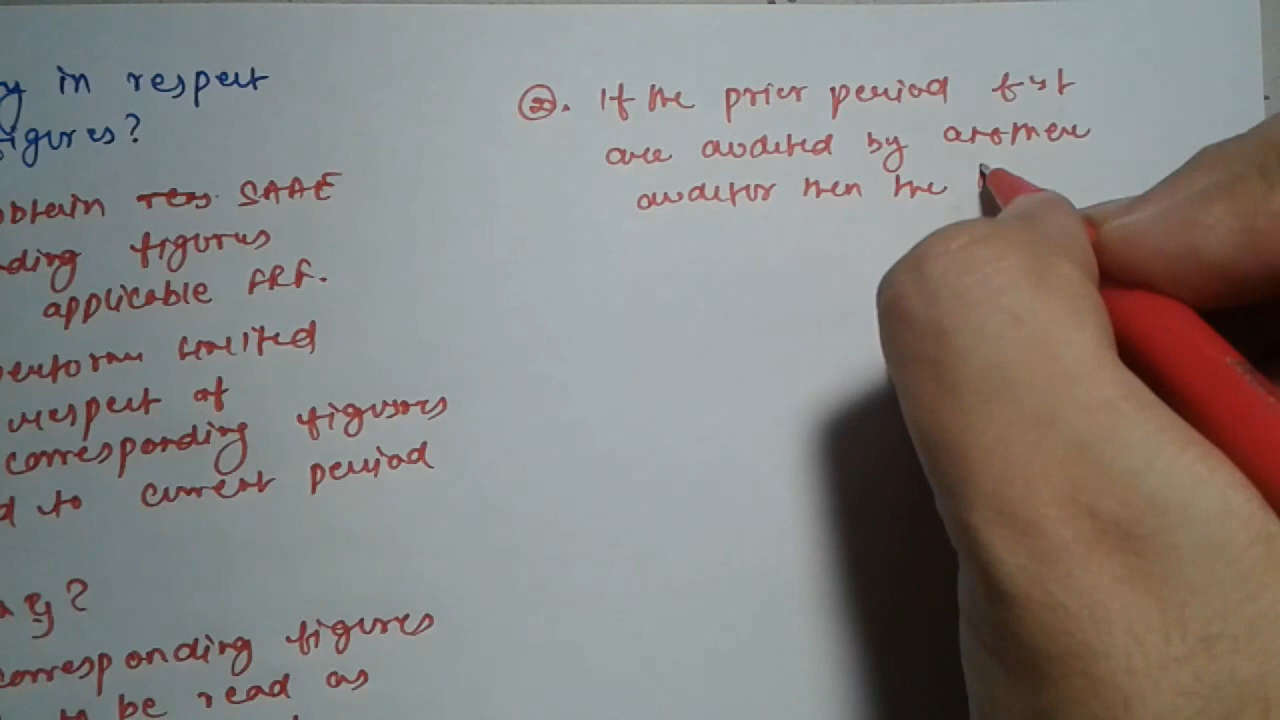 y in respect
figures?
obtain SAAE
nding figures
applicable FRF.
perform limited
respect of
corresponding figures
d to current period
y?
corresponding figures
be read as
②. If the prior period fst
are audited by another
auditor then the